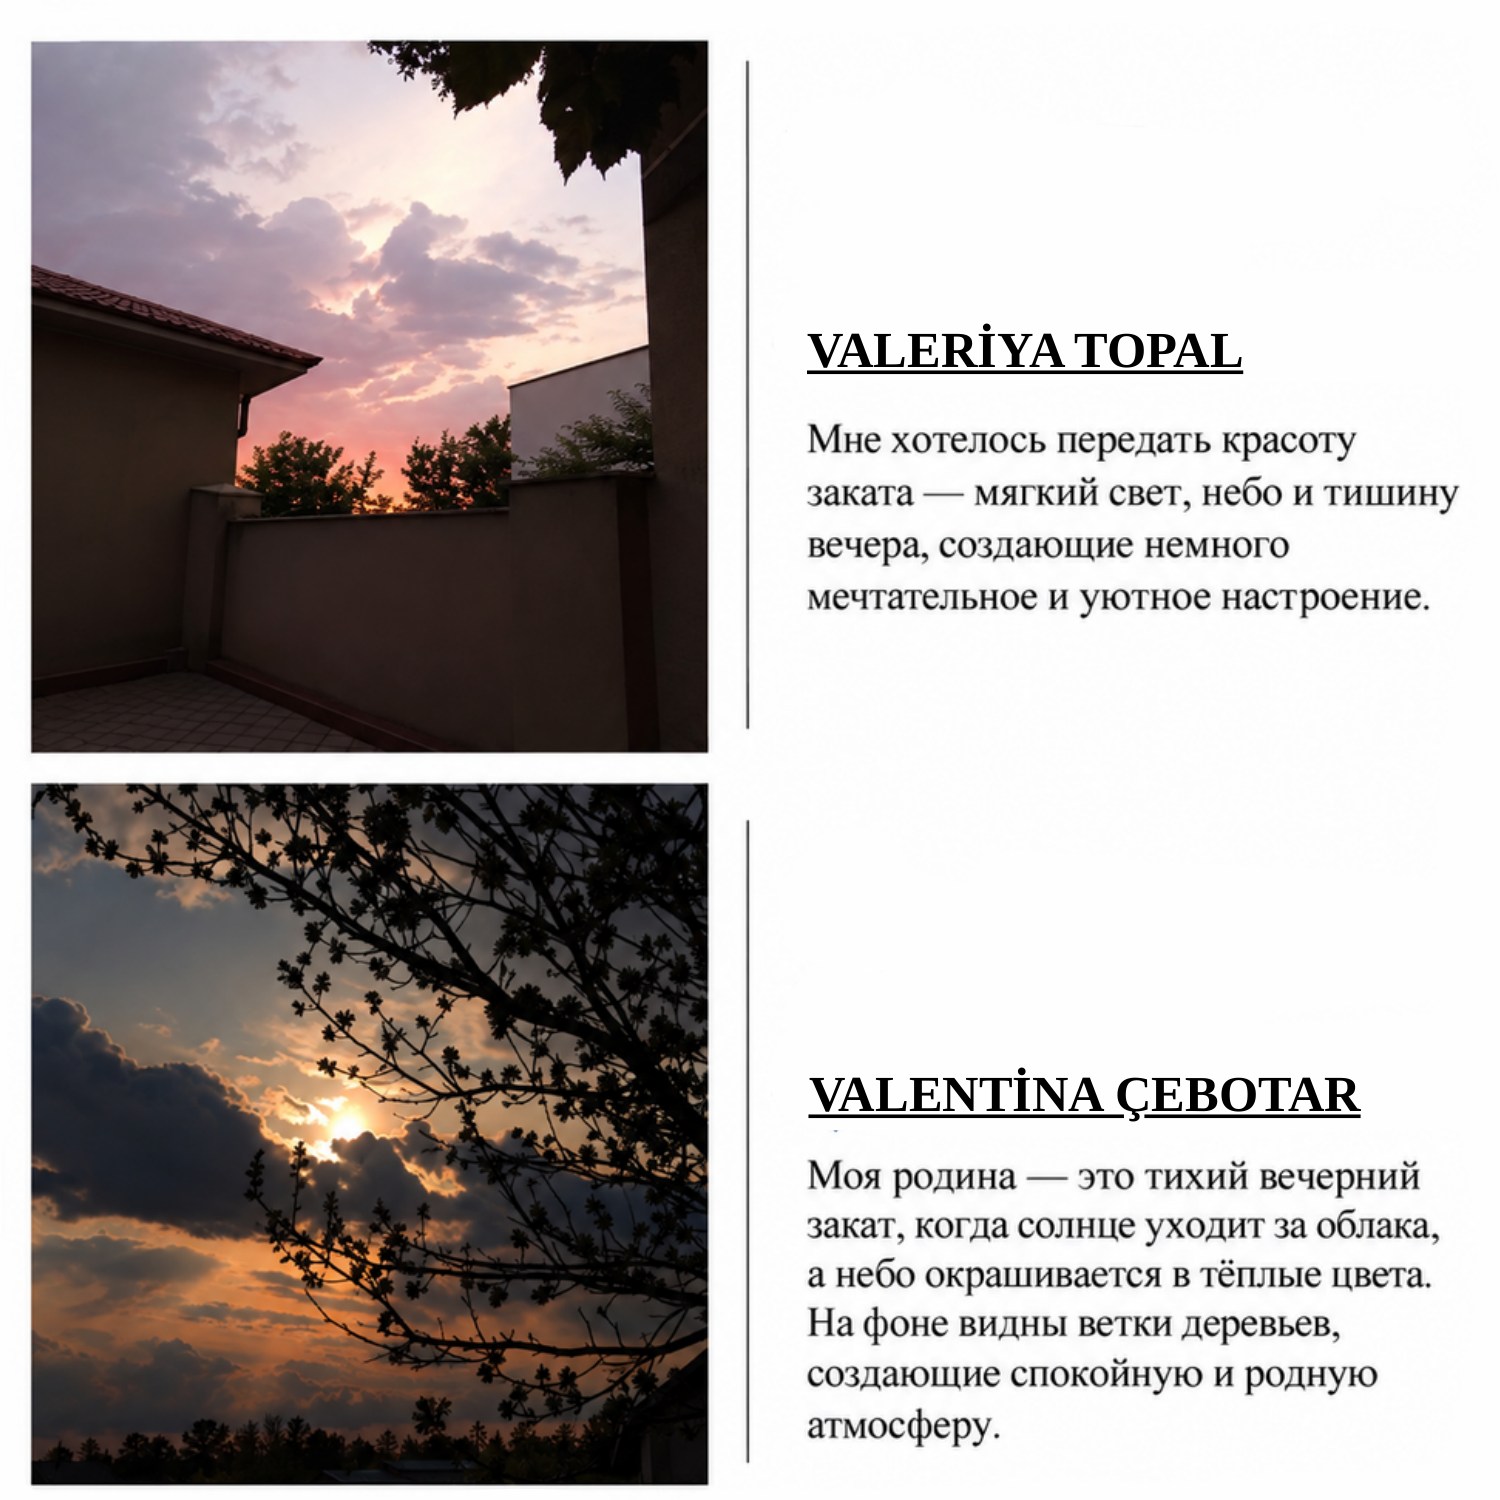 VALERİYA TOPAL
Мне хотелось передать красоту
заката — мягкий свет, небо и тишину
вечера, создающие немного
мечтательное и уютное настроение.
VALENTİNA ÇEBOTAR
Моя родина — это тихий вечерний
закат, когда солнце уходит за облака,
а небо окрашивается в тёплые цвета.
На фоне видны ветки деревьев,
создающие спокойную и родную
атмосферу.